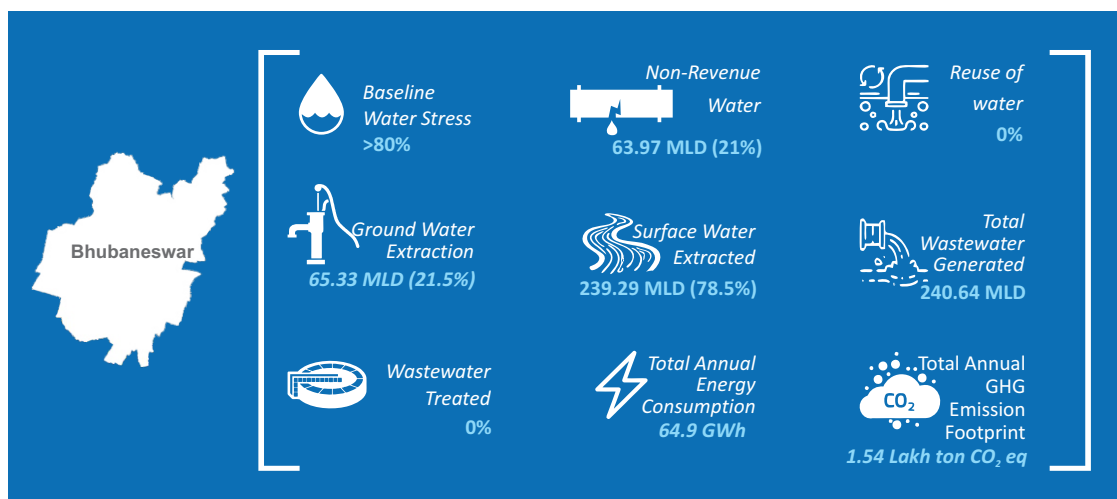 Bhubaneswar
Baseline
Water Stress
>80%
Non-Revenue
Water
63.97 MLD (21%)
Reuse of
water
0%
Ground Water
Extraction
65.33 MLD (21.5%)
Surface Water
Extracted
239.29 MLD (78.5%)
Total
Wastewater
Generated
240.64 MLD
Wastewater
Treated
0%
Total Annual
Energy
Consumption
64.9 GWh
CO₂
Total Annual
GHG
Emission
Footprint
1.54 Lakh ton CO₂ eq